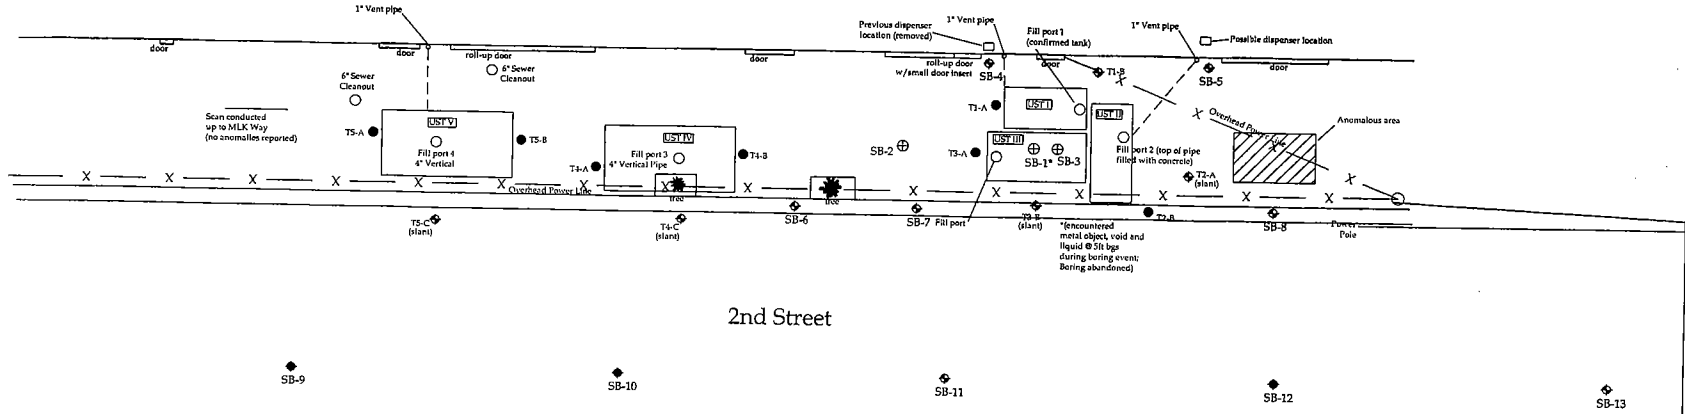 1" Vent pipe
Previous dispenser
location (removed)
1" Vent pipe
Fill port 1
(confirmed tank)
1" Vent pipe
Possible dispenser location
door
roll-up door
door
roll-up door
w/small door insert
door
door
SB-4
T1-B
SB-5
6" Sewer
Cleanout
6" Sewer
Cleanout
Scan conducted
up to MLK Way
(no anomalies reported)
T5-A
UST V
Fill port 4
4" Vertical
T5-B
T4-A
UST IV
Fill port 3
4" Vertical Pipe
T4-B
SB-2
T1-A
UST I
T3-A
UST III
SB-1*
SB-3
UST II
Fill port 2 (top of pipe
filled with concrete)
Overhead Power Line
Anomalous area
T2-A
(slant)
Overhead Power Line
tree
tree
T5-C
(slant)
T4-C
(slant)
SB-6
SB-7
Fill port
T3-B
(slant)
T2-B
SB-8
Power
Pole
*(encountered
metal object, void and
liquid @ 5ft bgs
during boring event;
Boring abandoned)
2nd Street
SB-9
SB-10
SB-11
SB-12
SB-13